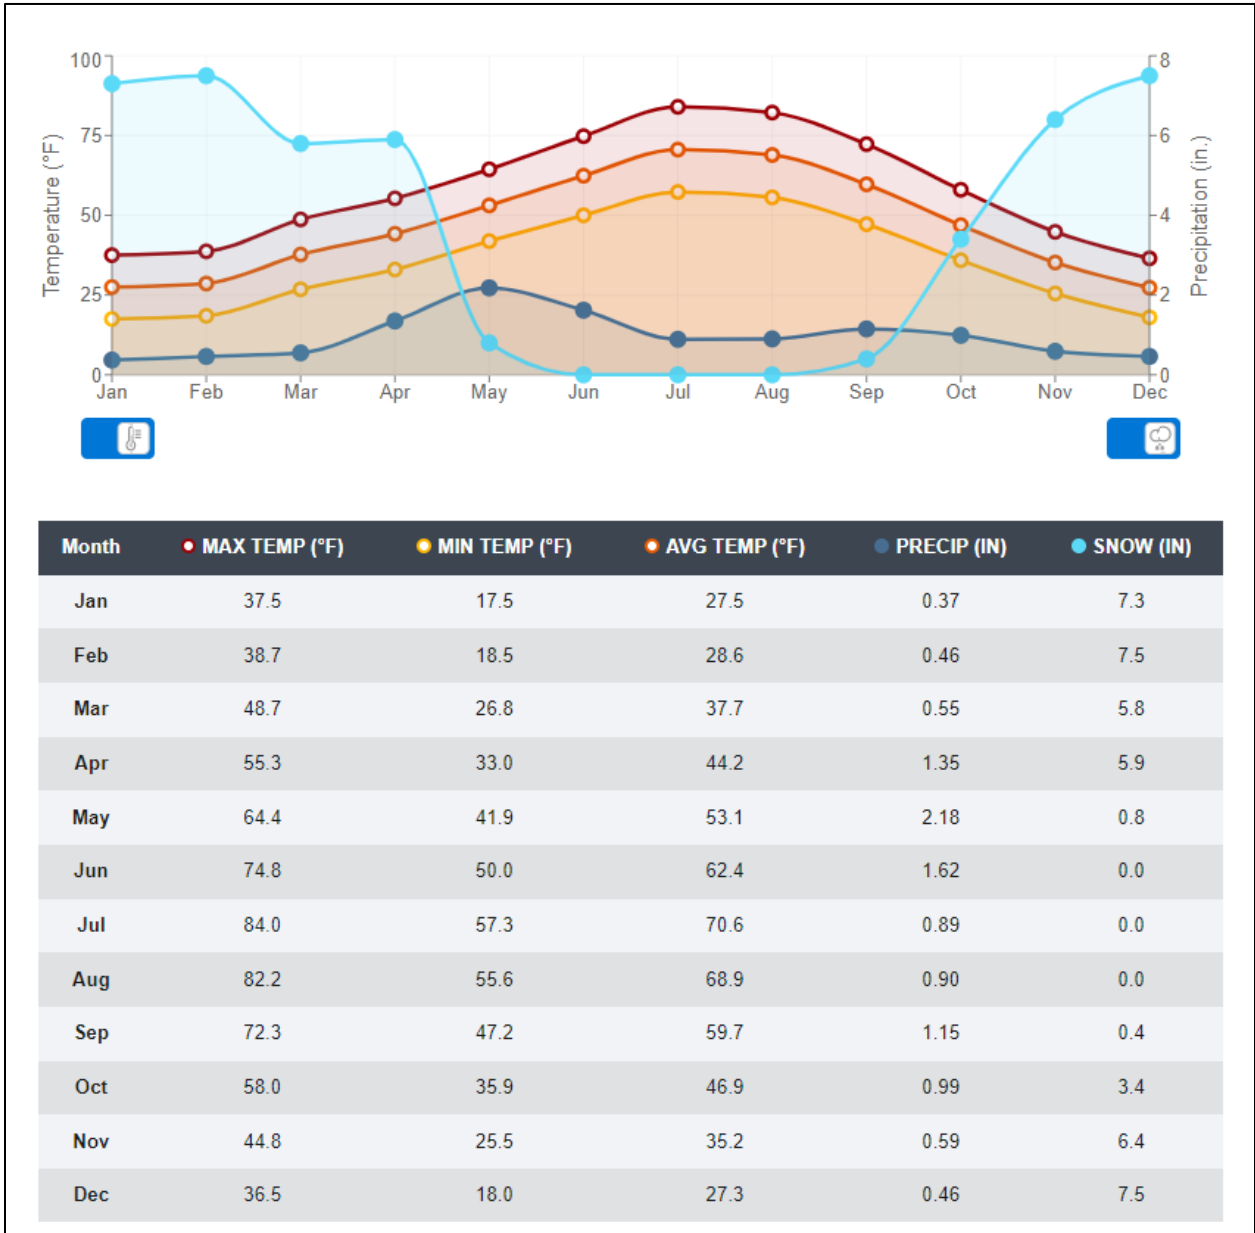 100
75
50
25
0
Temperature (°F)
8
6
4
2
0
Precipitation (in.)
Jan Feb Mar Apr May Jun Jul Aug Sep Oct Nov Dec
Month MAX TEMP (°F) MIN TEMP (°F) AVG TEMP (°F) PRECIP (IN) SNOW (IN)
Jan 37.5 17.5 27.5 0.37 7.3
Feb 38.7 18.5 28.6 0.46 7.5
Mar 48.7 26.8 37.7 0.55 5.8
Apr 55.3 33.0 44.2 1.35 5.9
May 64.4 41.9 53.1 2.18 0.8
Jun 74.8 50.0 62.4 1.62 0.0
Jul 84.0 57.3 70.6 0.89 0.0
Aug 82.2 55.6 68.9 0.90 0.0
Sep 72.3 47.2 59.7 1.15 0.4
Oct 58.0 35.9 46.9 0.99 3.4
Nov 44.8 25.5 35.2 0.59 6.4
Dec 36.5 18.0 27.3 0.46 7.5